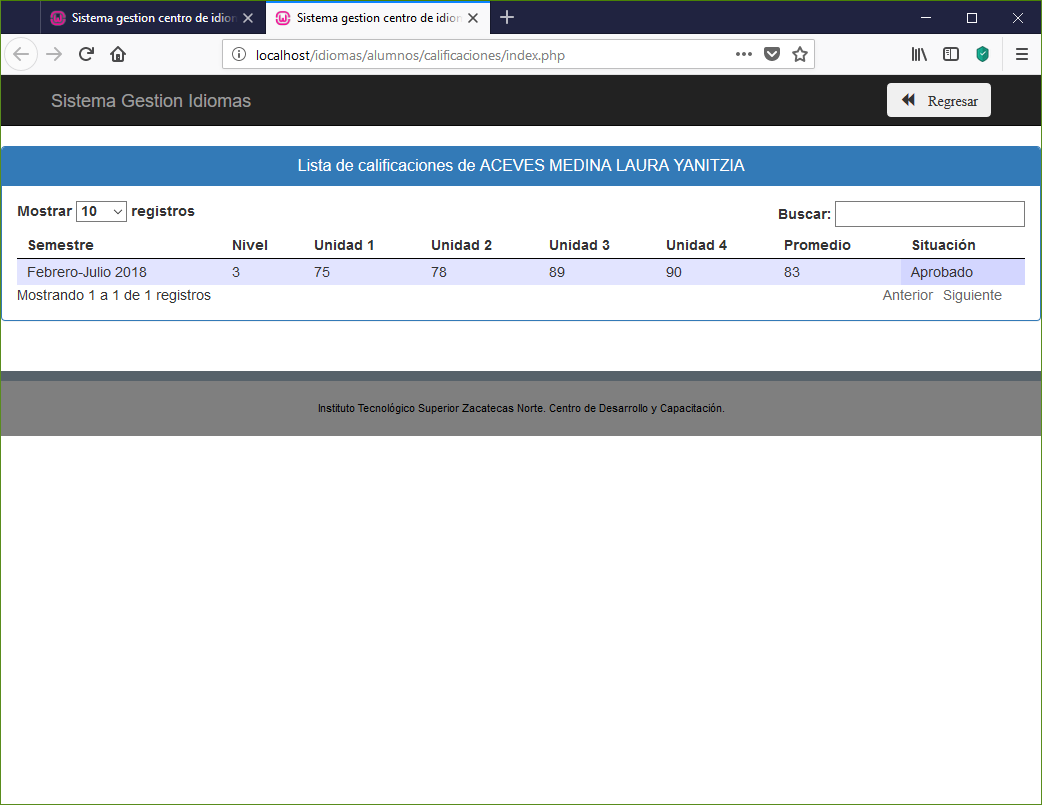 Sistema gestion centro de idion Sistema gestion centro de idion
localhost/idiomas/alumnos/calificaciones/index.php
Sistema Gestion Idiomas Regresar
Lista de calificaciones de ACEVES MEDINA LAURA YANITZIA
Mostrar 10 registros Buscar:
Semestre Nivel Unidad 1 Unidad 2 Unidad 3 Unidad 4 Promedio Situación
Febrero-Julio 2018 3 75 78 89 90 83 Aprobado
Mostrando 1 a 1 de 1 registros Anterior Siguiente
Instituto Tecnológico Superior Zacatecas Norte. Centro de Desarrollo y Capacitación.